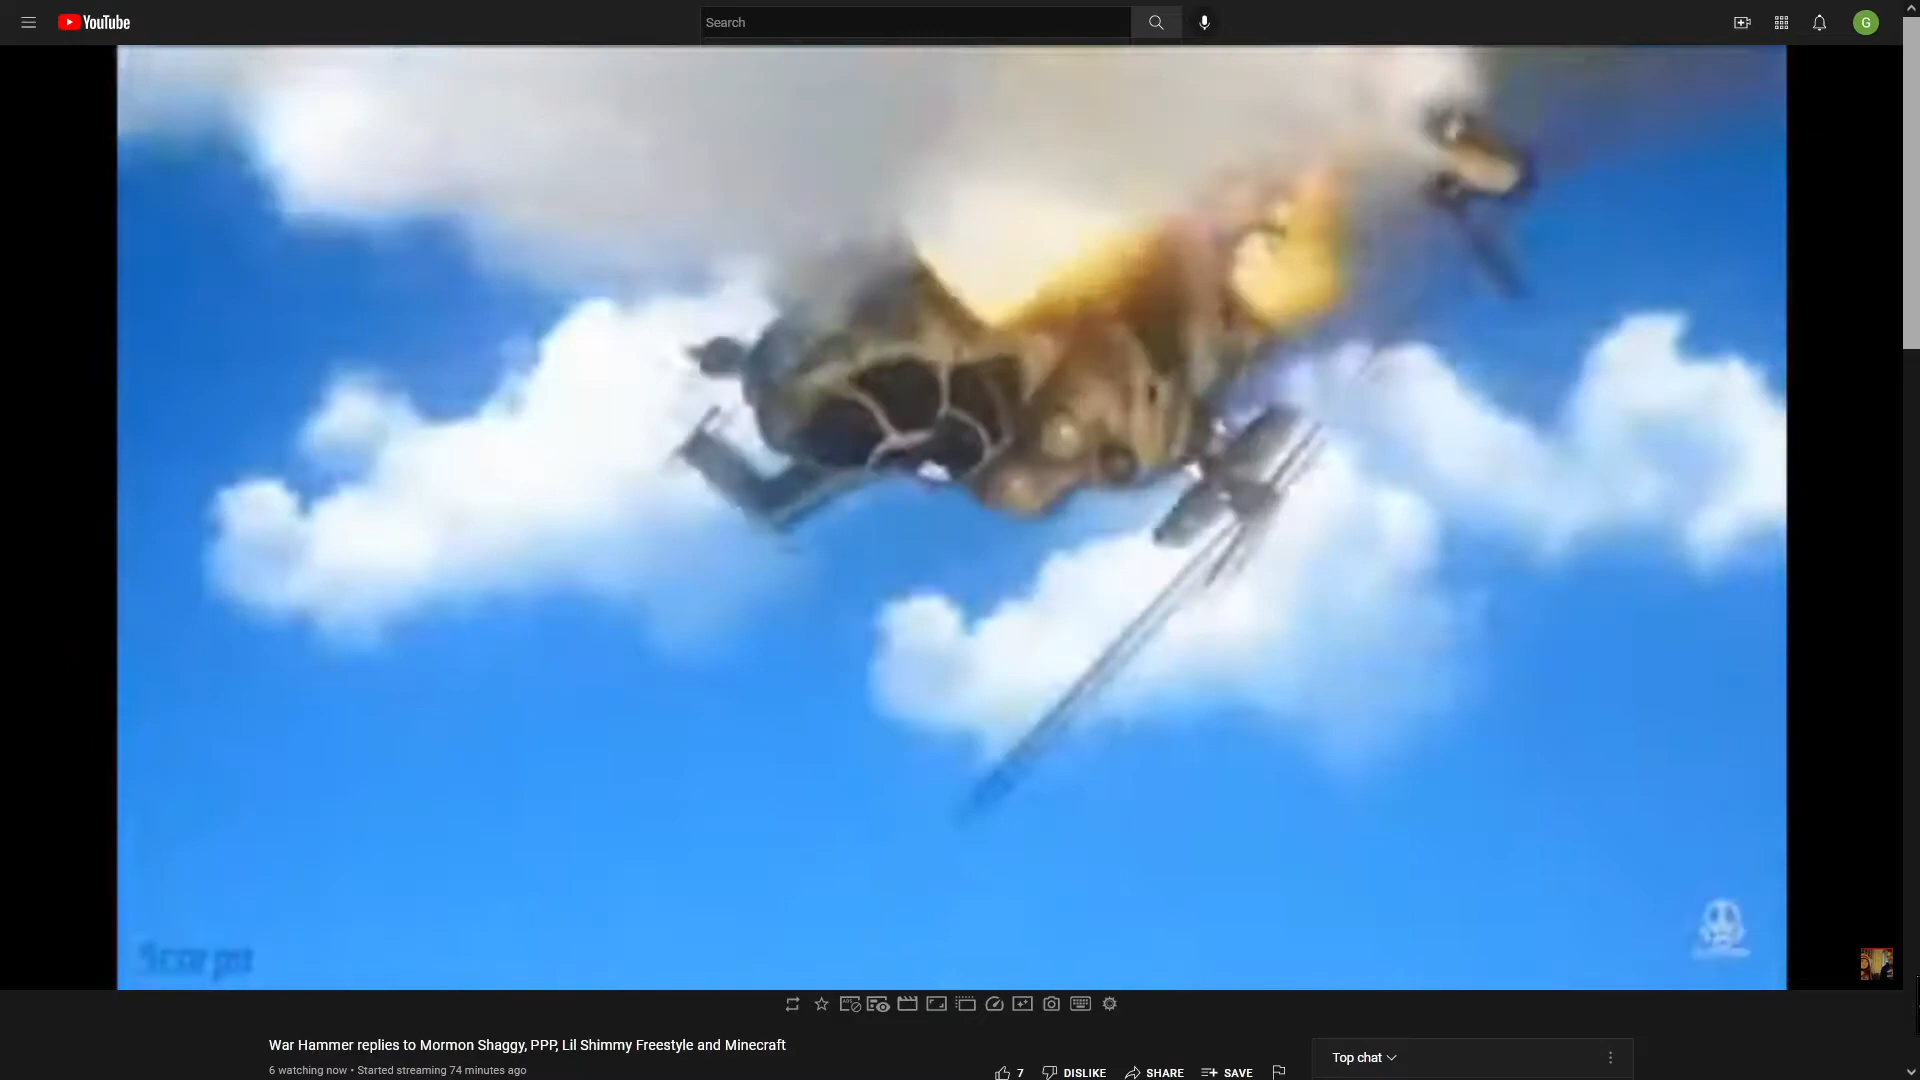 YouTube
Search
G
War Hammer replies to Mormon Shaggy, PPP, Lil Shimmy Freestyle and Minecraft
6 watching now • Started streaming 74 minutes ago
7 DISLIKE SHARE SAVE
Top chat